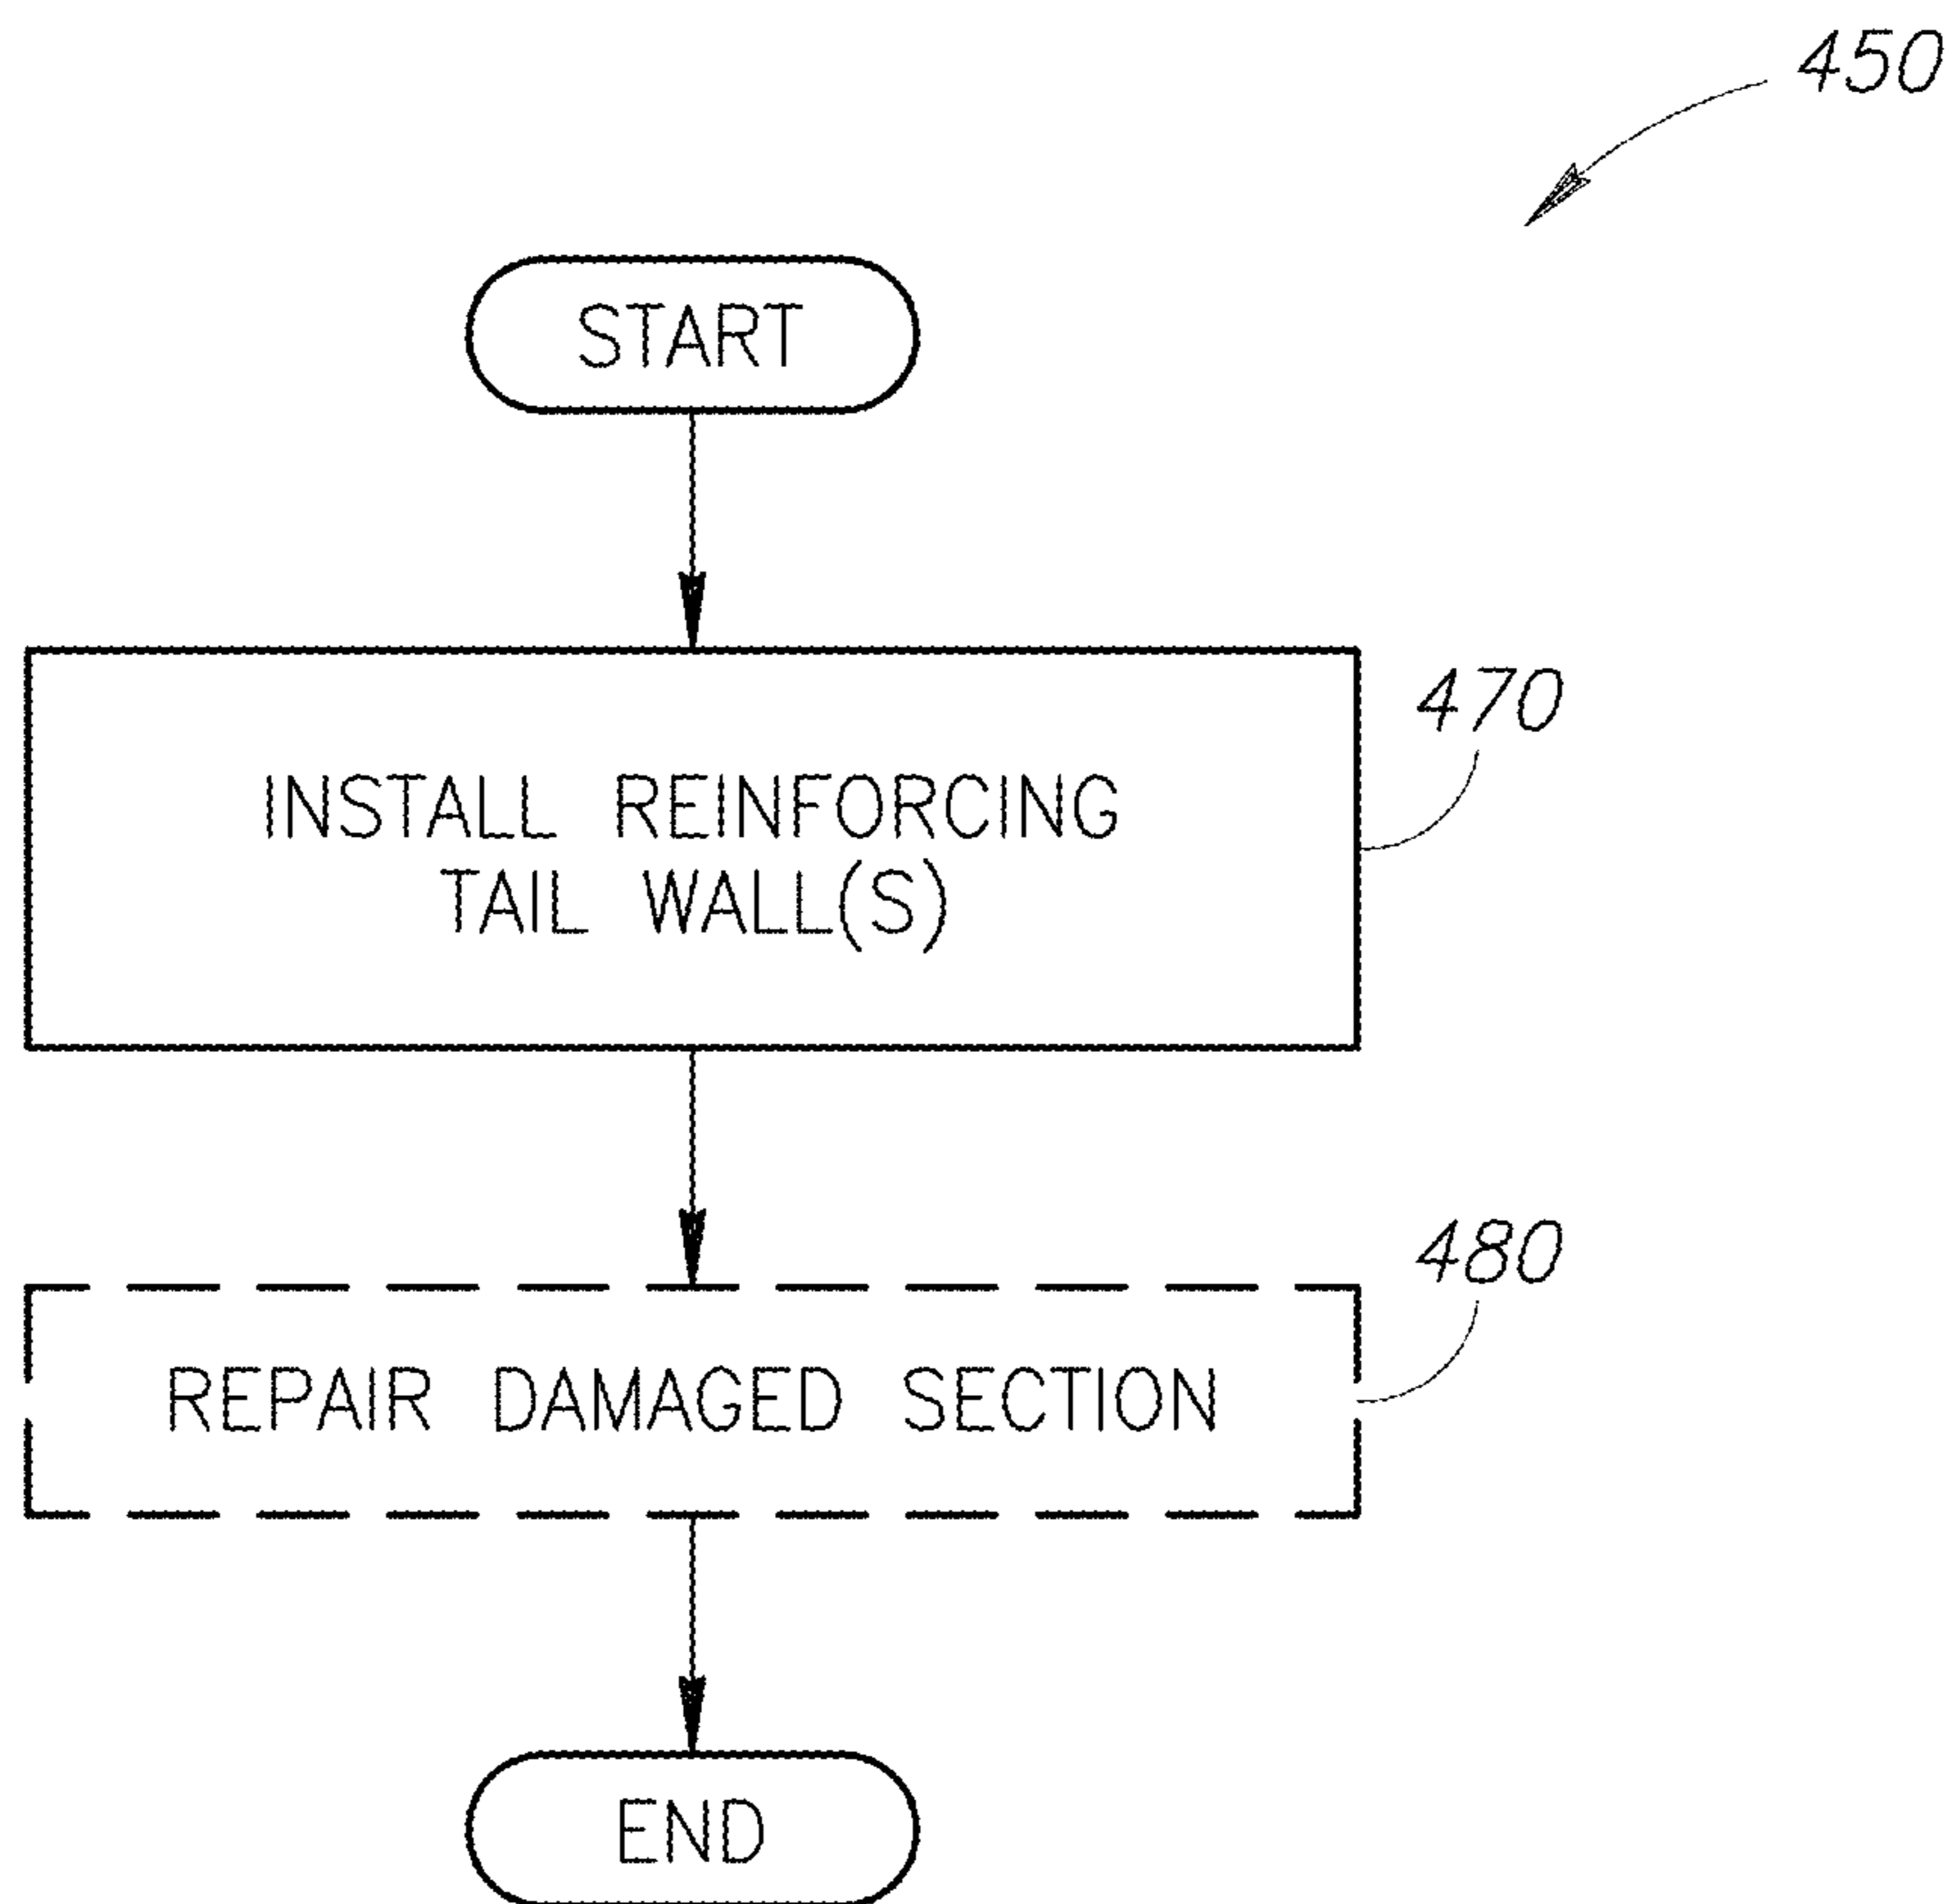 450
START
INSTALL REINFORCING
TAIL WALL(S)
470
REPAIR DAMAGED SECTION
480
END